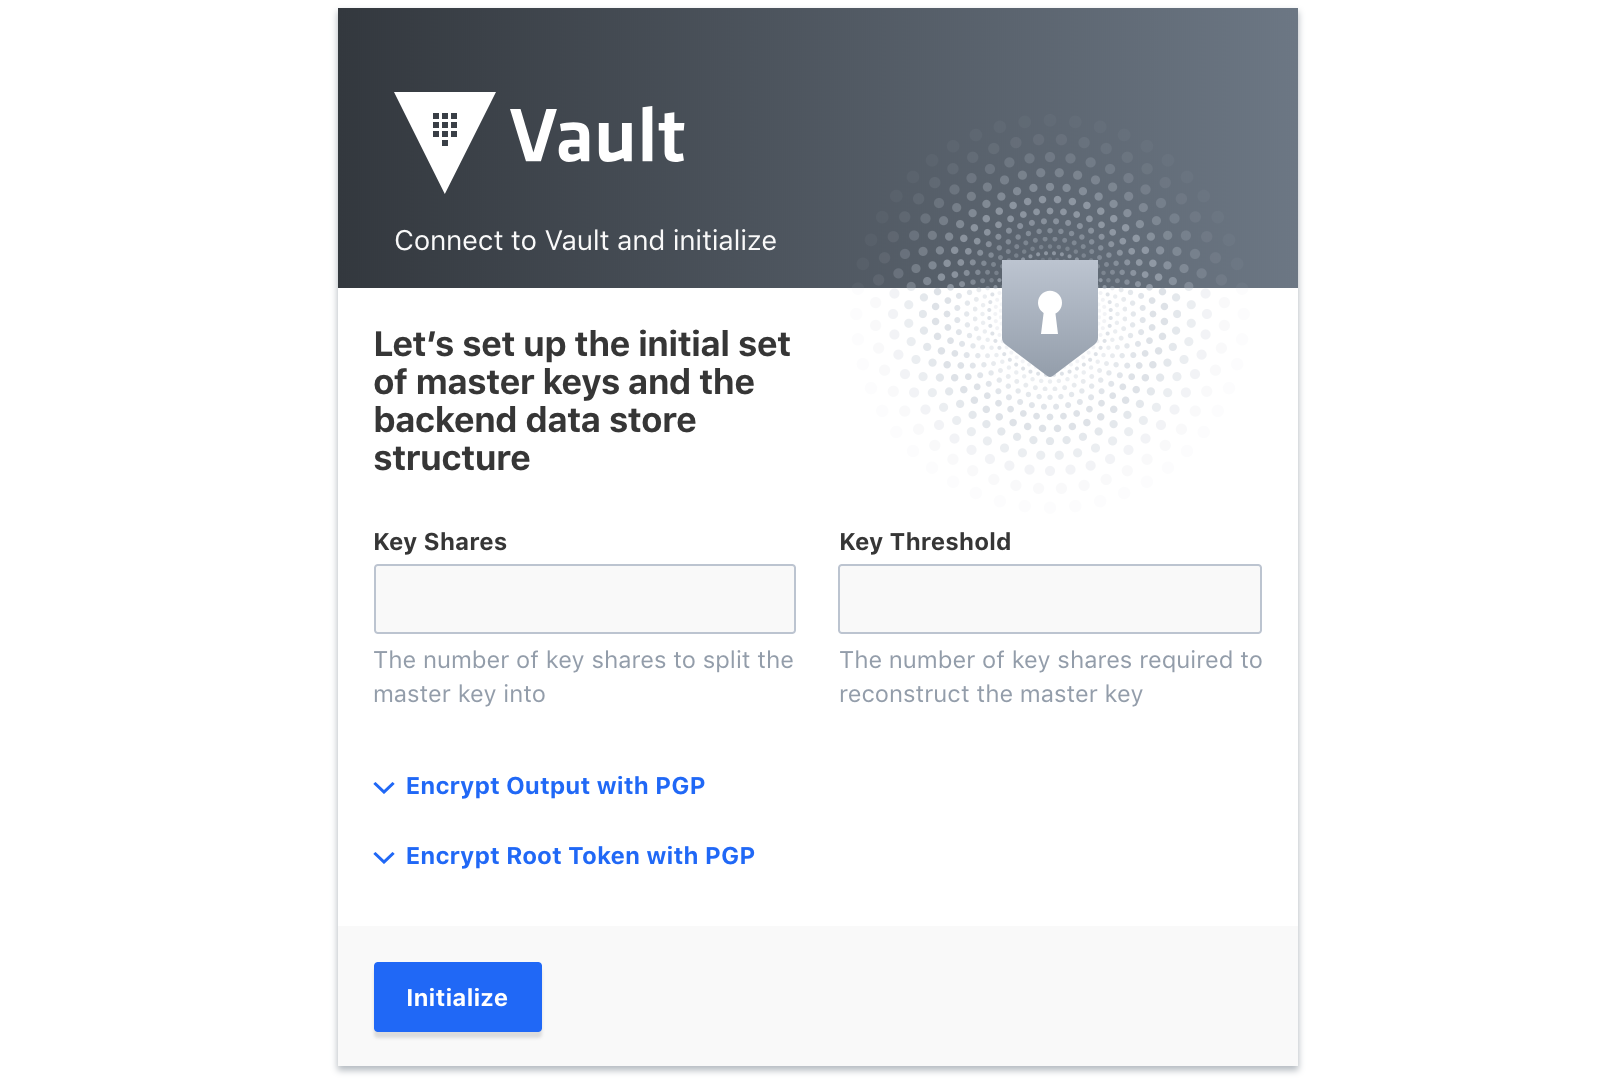 Vault
Connect to Vault and initialize
Let’s set up the initial set
of master keys and the
backend data store
structure
Key Shares
Key Threshold
The number of key shares to split the
master key into
The number of key shares required to
reconstruct the master key
Encrypt Output with PGP
Encrypt Root Token with PGP
Initialize